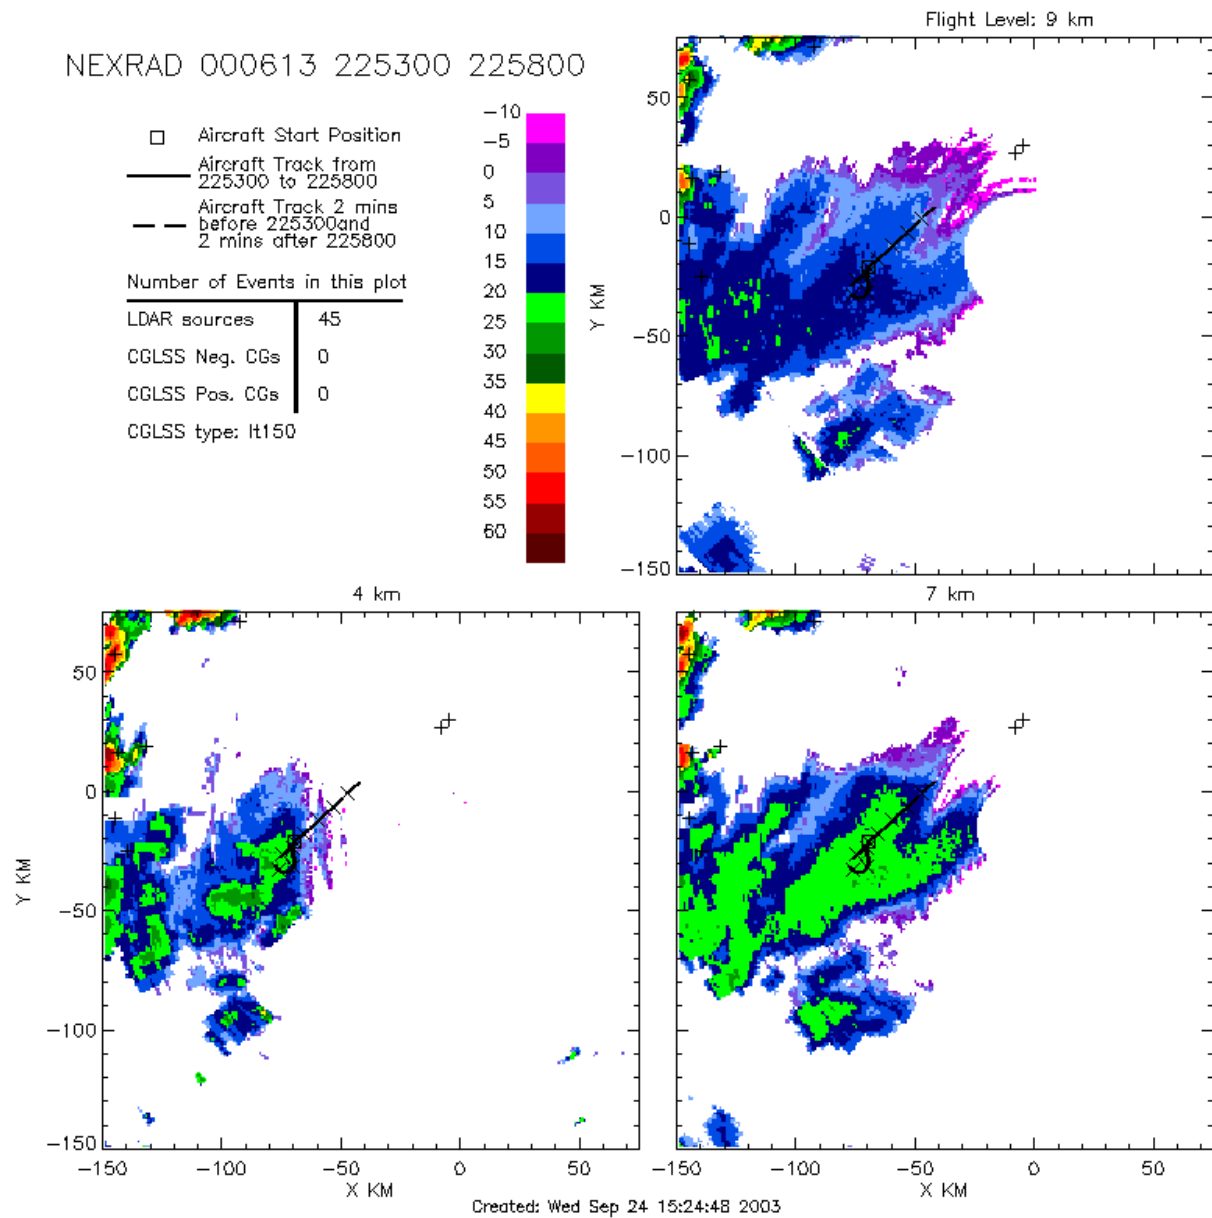 Flight Level: 9 km
NEXRAD 000613 225300 225800
Aircraft Start Position
Aircraft Track from
225300 to 225800
Aircraft Track 2 mins
before 225300and
2 mins after 225800
Number of Events in this plot
LDAR sources 45
CGLSS Neg. CGs 0
CGLSS Pos. CGs 0
CGLSS type: lt150
-10
-5
0
5
10
15
20
25
30
35
40
45
50
55
60
50
0
-50
-100
-150
Y KM
4 km
50
0
-50
-100
-150
Y KM
-150 -100 -50 0 50
X KM
7 km
50
0
-50
-100
-150
-150 -100 -50 0 50
X KM
Created: Wed Sep 24 15:24:48 2003